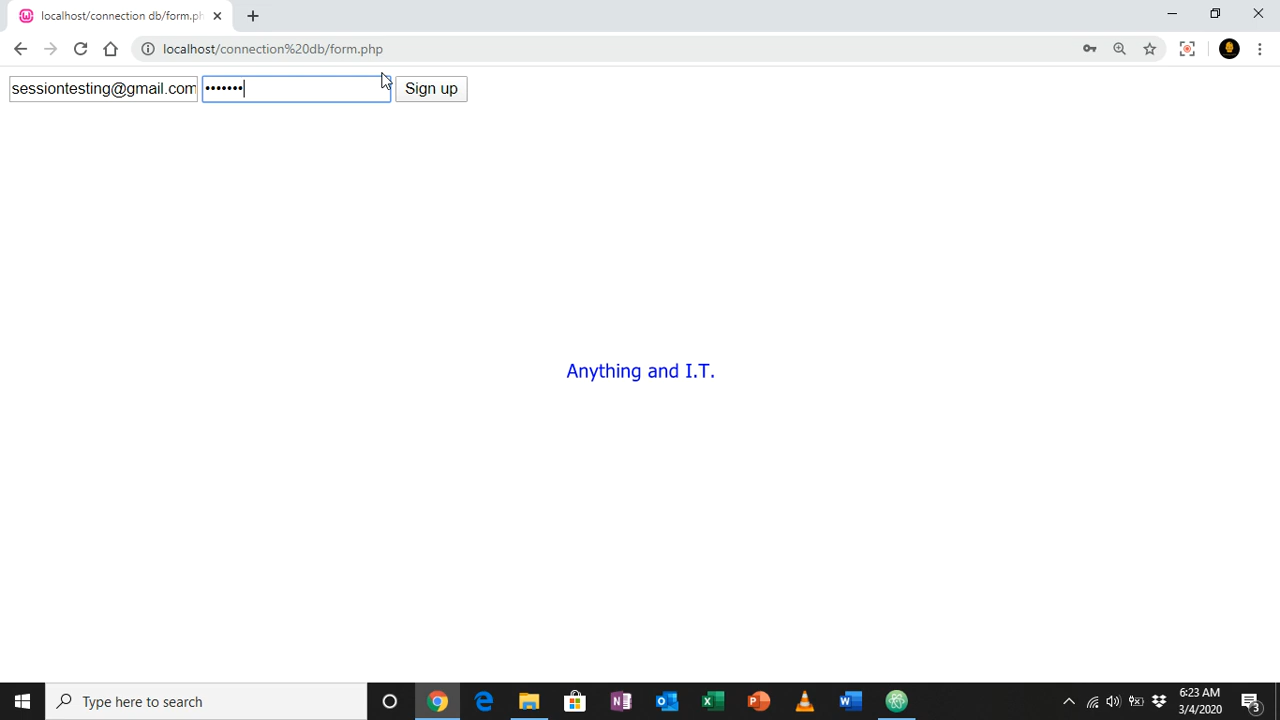 localhost/connection db/form.ph
localhost/connection%20db/form.php
sessiontesting@gmail.com
•••••••
Sign up
Anything and I.T.
Type here to search
6:23 AM
3/4/2020
3